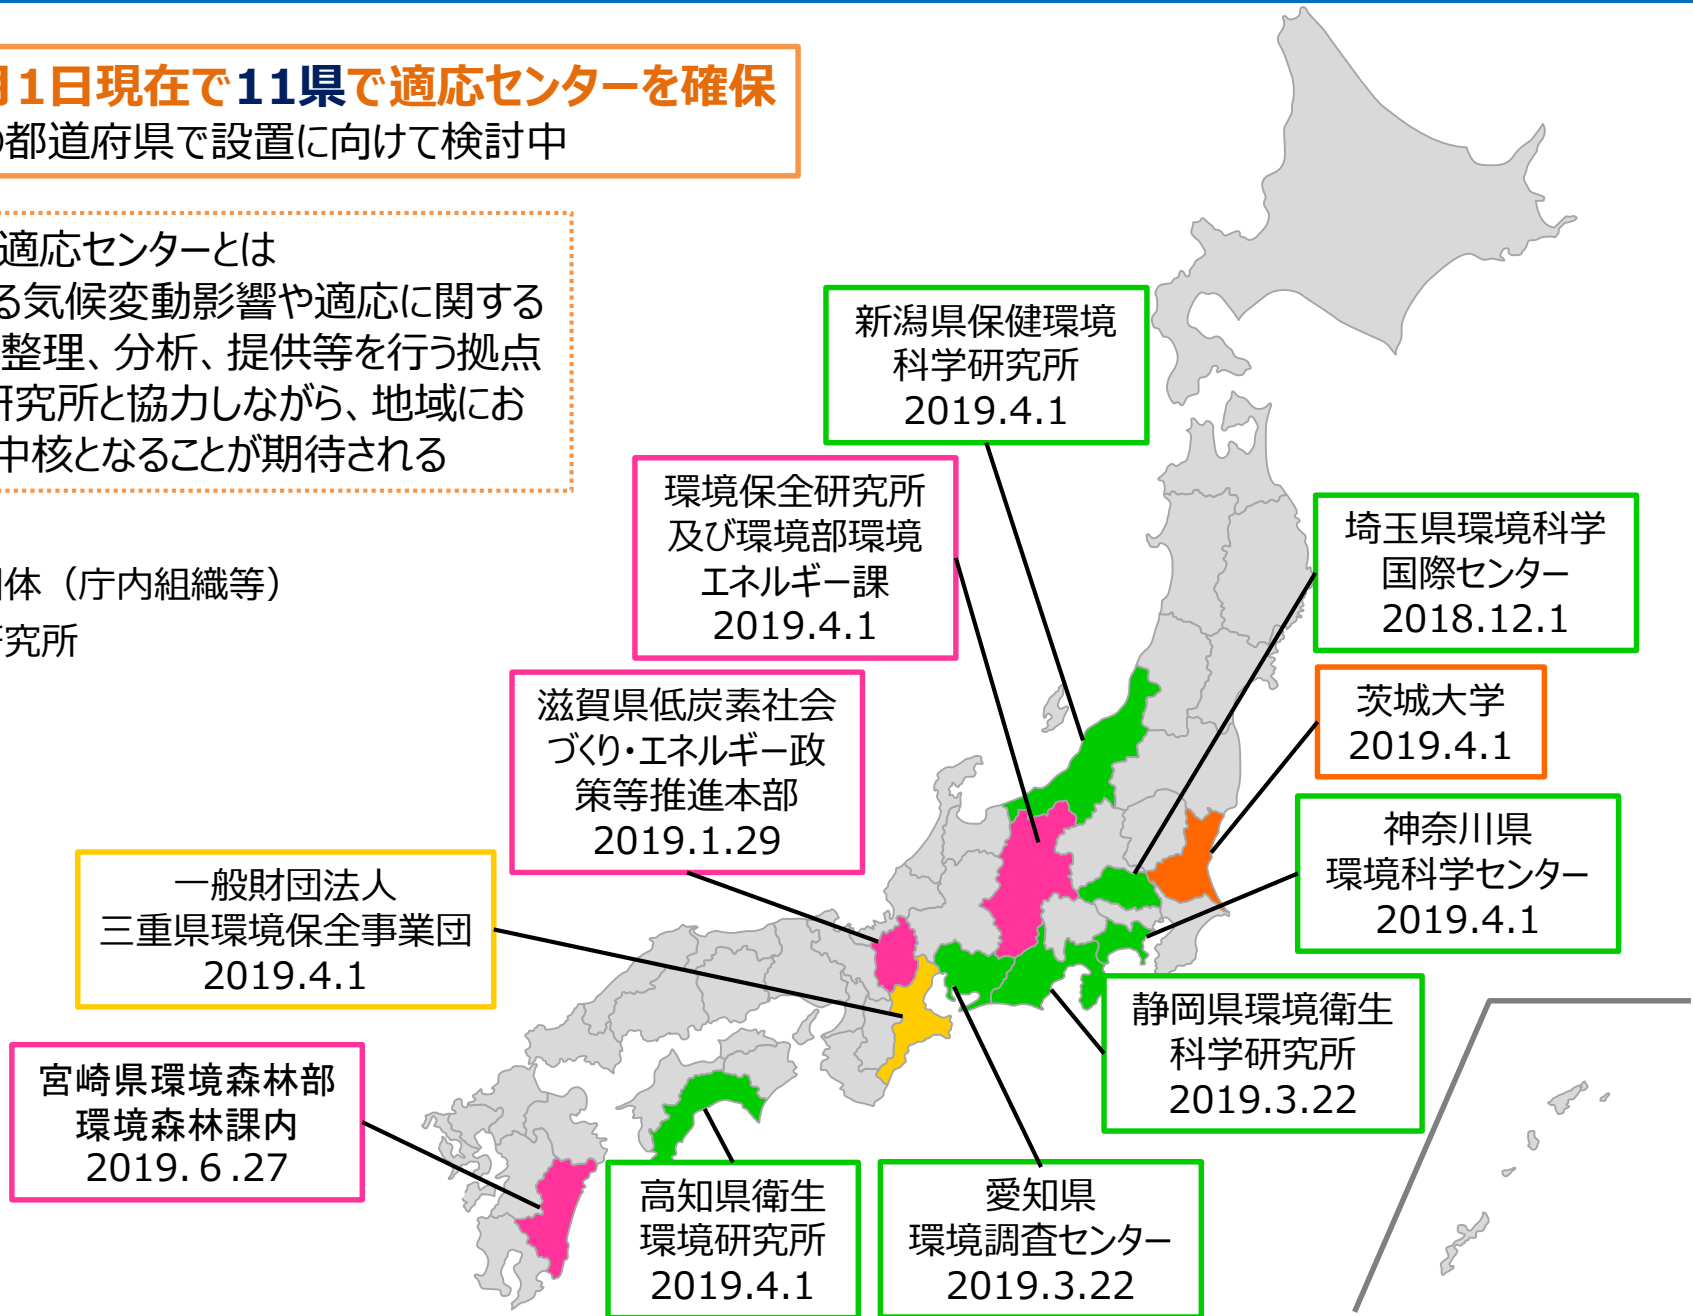 月1日現在で11県で適応センターを確保
の都道府県で設置に向けて検討中
適応センターとは
る気候変動影響や適応に関する
整理、分析、提供等を行う拠点
研究所と協力しながら、地域にお
中核となることが期待される
団体（庁内組織等）
研究所
新潟県保健環境
科学研究所
2019.4.1
環境保全研究所
及び環境部環境
エネルギー課
2019.4.1
埼玉県環境科学
国際センター
2018.12.1
滋賀県低炭素社会
づくり・エネルギー政
策等推進本部
2019.1.29
茨城大学
2019.4.1
神奈川県
環境科学センター
2019.4.1
一般財団法人
三重県環境保全事業団
2019.4.1
静岡県環境衛生
科学研究所
2019.3.22
宮崎県環境森林部
環境森林課内
2019.６.27
高知県衛生
環境研究所
2019.4.1
愛知県
環境調査センター
2019.3.22